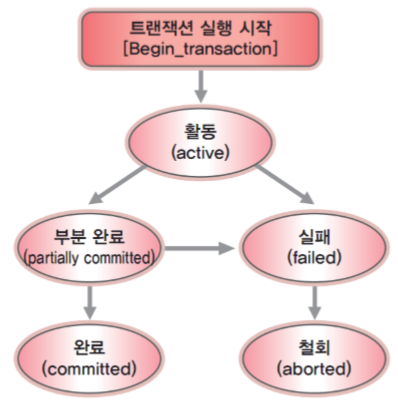 트랜잭션 실행 시작
[Begin_transaction]
활동
(active)
부분 완료
(partially committed)
실패
(failed)
완료
(committed)
철회
(aborted)